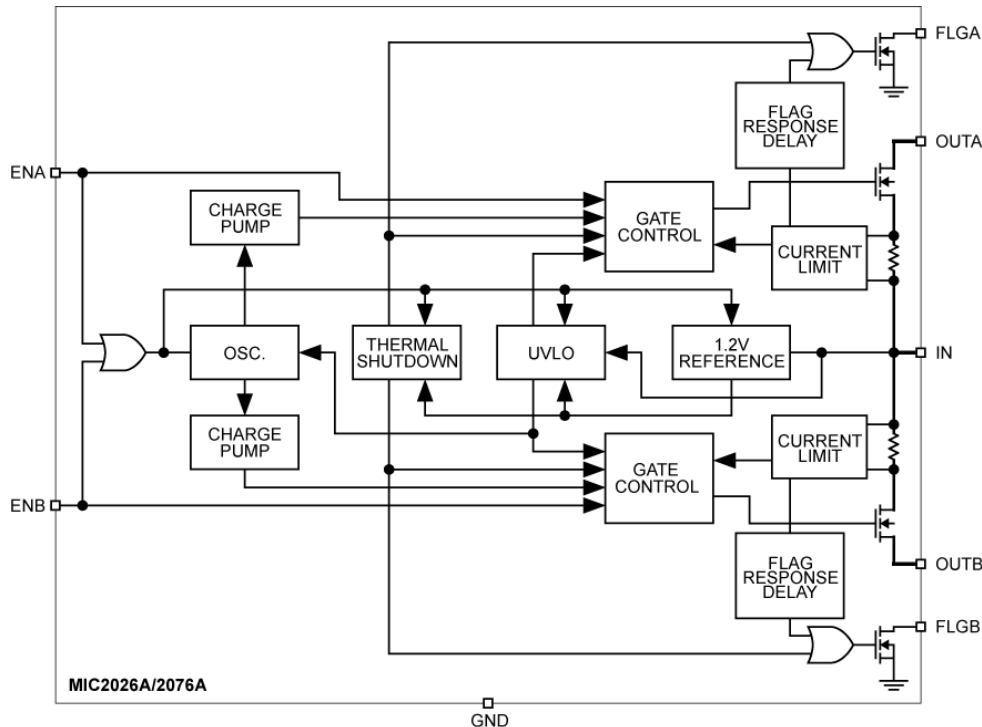 FLGA
FLAG
RESPONSE
DELAY
OUTA
ENA
CHARGE
PUMP
GATE
CONTROL
CURRENT
LIMIT
OSC.
THERMAL
SHUTDOWN
UVLO
1.2V
REFERENCE
IN
CHARGE
PUMP
GATE
CONTROL
CURRENT
LIMIT
ENB
FLAG
RESPONSE
DELAY
OUTB
FLGB
MIC2026A/2076A
GND